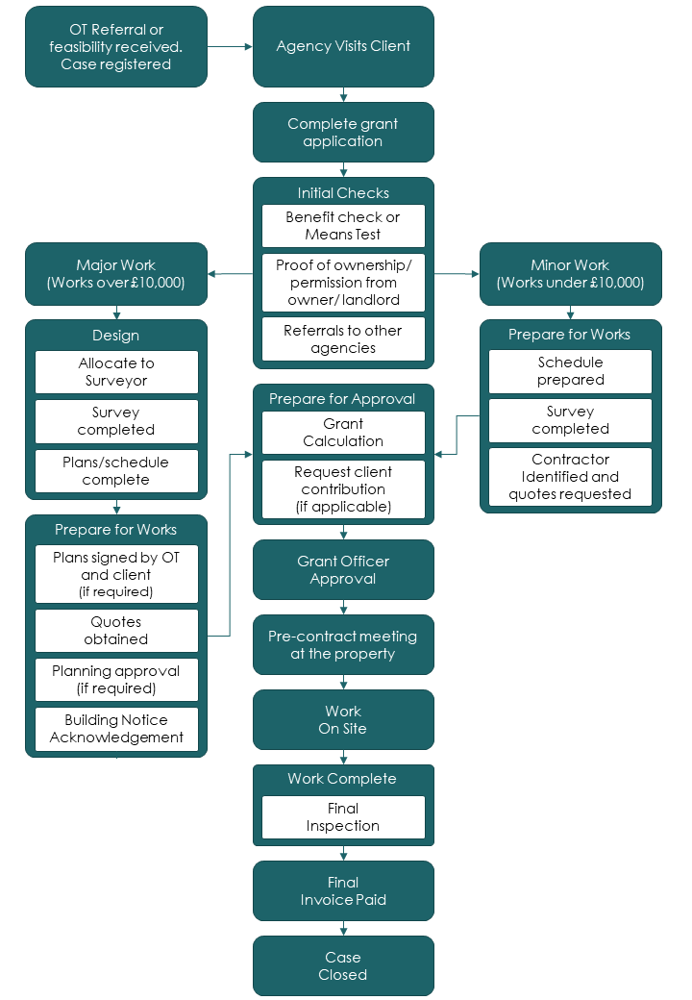 OT Referral or
feasibility received.
Case registered
Agency Visits Client
Complete grant
application
Initial Checks
Benefit check or
Means Test
Proof of ownership/
permission from
owner/ landlord
Referrals to other
agencies
Major Work
(Works over £10,000)
Design
Allocate to
Surveyor
Survey
completed
Plans/schedule
complete
Prepare for Works
Plans signed by OT
and client
(if required)
Quotes
obtained
Planning approval
(if required)
Building Notice
Acknowledgement
Minor Work
(Works under £10,000)
Prepare for Works
Schedule
prepared
Survey
completed
Contractor
Identified and
quotes requested
Prepare for Approval
Grant
Calculation
Request client
contribution
(if applicable)
Grant Officer
Approval
Pre-contract meeting
at the property
Work
On Site
Work Complete
Final
Inspection
Final
Invoice Paid
Case
Closed